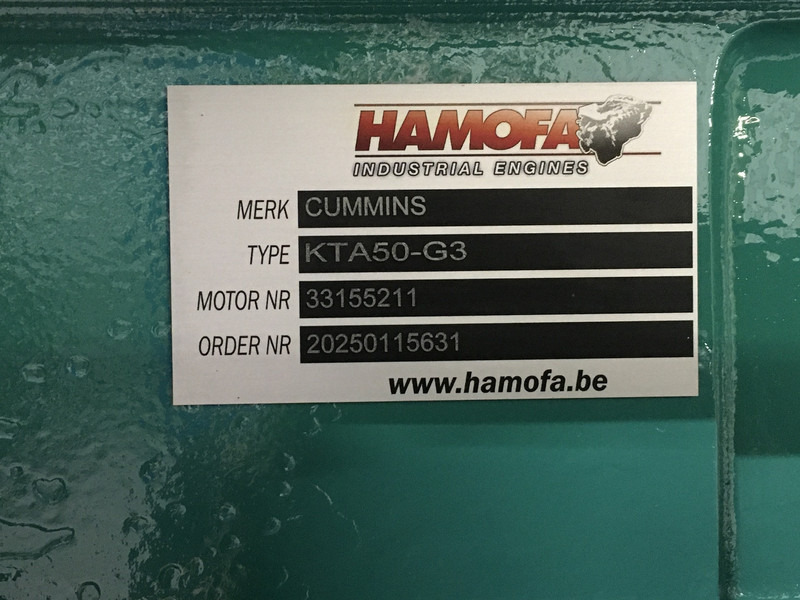 HAMOFA
INDUSTRIAL ENGINES
MERK CUMMINS
TYPE KTA50-G3
MOTOR NR 33155211
ORDER NR 20250115631
www.hamofa.be